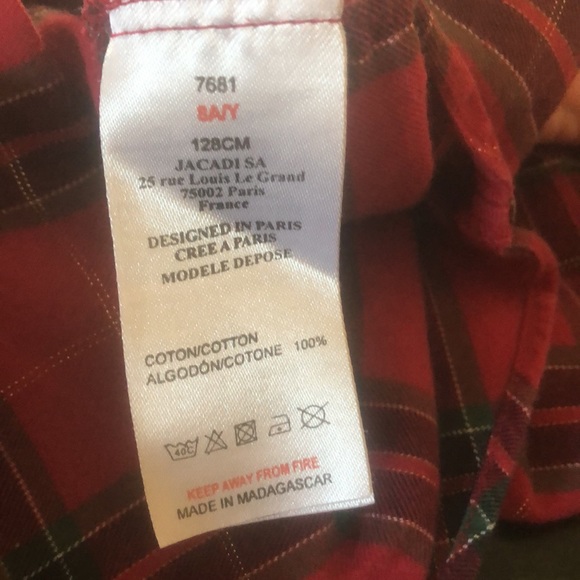 7681
8A/Y
128CM
JACADI SA
25 rue Louis Le Grand
75002 Paris
France
DESIGNED IN PARIS
CREE A PARIS
MODELE DEPOSE
COTON/COTTON
ALGODÓN/COTONE 100%
40C
KEEP AWAY FROM FIRE
MADE IN MADAGASCAR